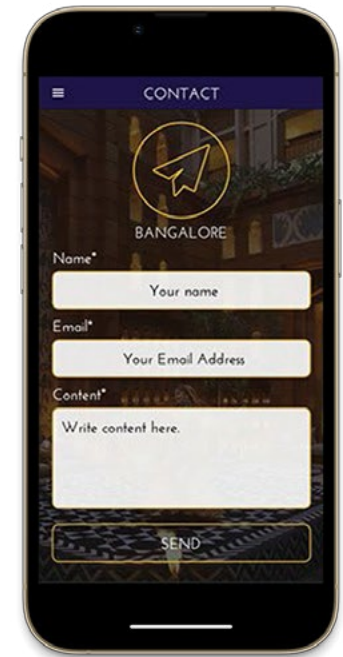 CONTACT
BANGALORE
Name*
Your name
Email*
Your Email Address
Content*
Write content here.
SEND